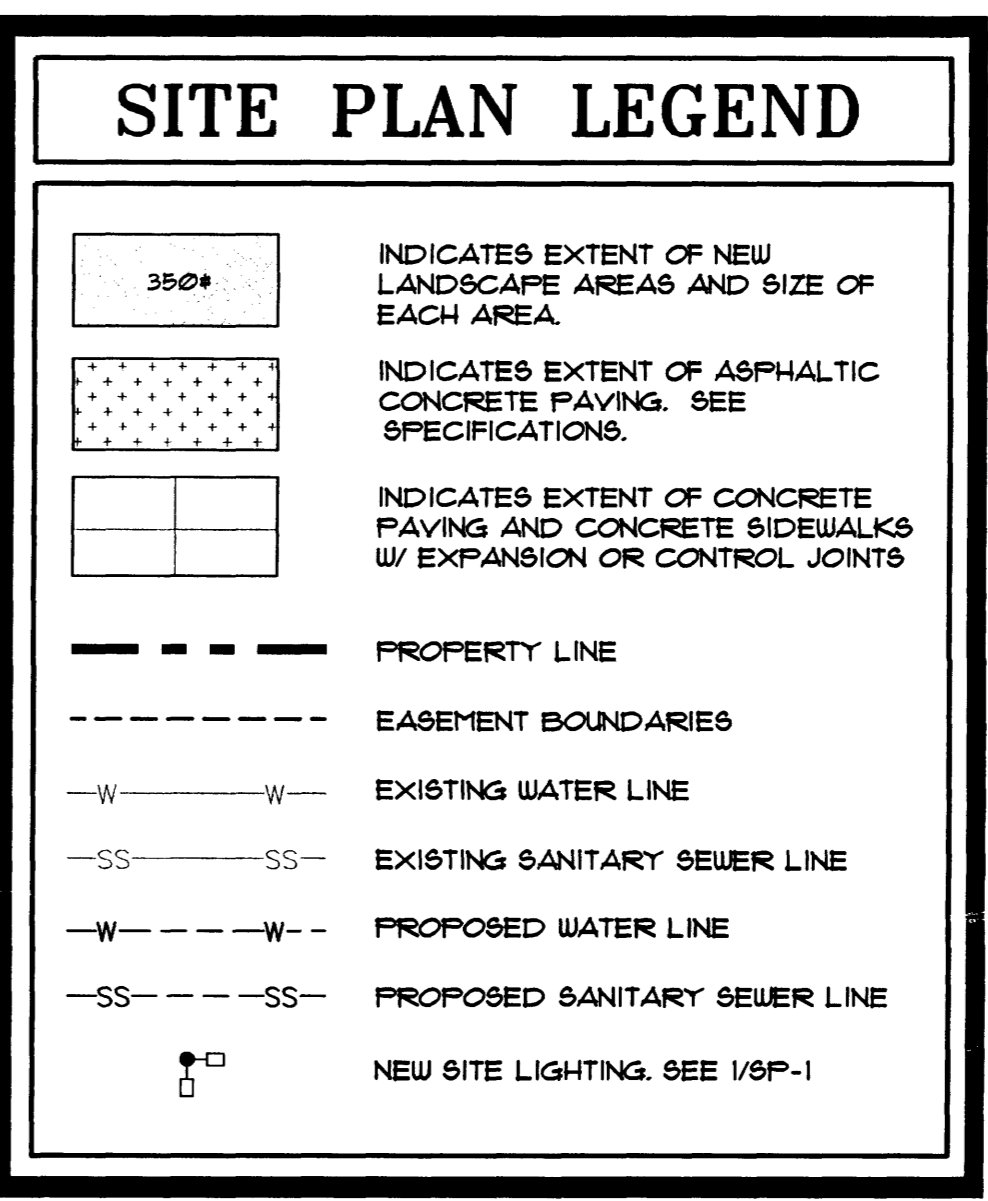 SITE PLAN LEGEND
350#
INDICATES EXTENT OF NEW
LANDSCAPE AREAS AND SIZE OF
EACH AREA.
INDICATES EXTENT OF ASPHALTIC
CONCRETE PAVING. SEE
SPECIFICATIONS.
INDICATES EXTENT OF CONCRETE
PAVING AND CONCRETE SIDEWALKS
W/ EXPANSION OR CONTROL JOINTS
PROPERTY LINE
EASEMENT BOUNDARIES
W W EXISTING WATER LINE
SS SS EXISTING SANITARY SEWER LINE
W W PROPOSED WATER LINE
SS SS PROPOSED SANITARY SEWER LINE
NEW SITE LIGHTING. SEE 1/SP-1